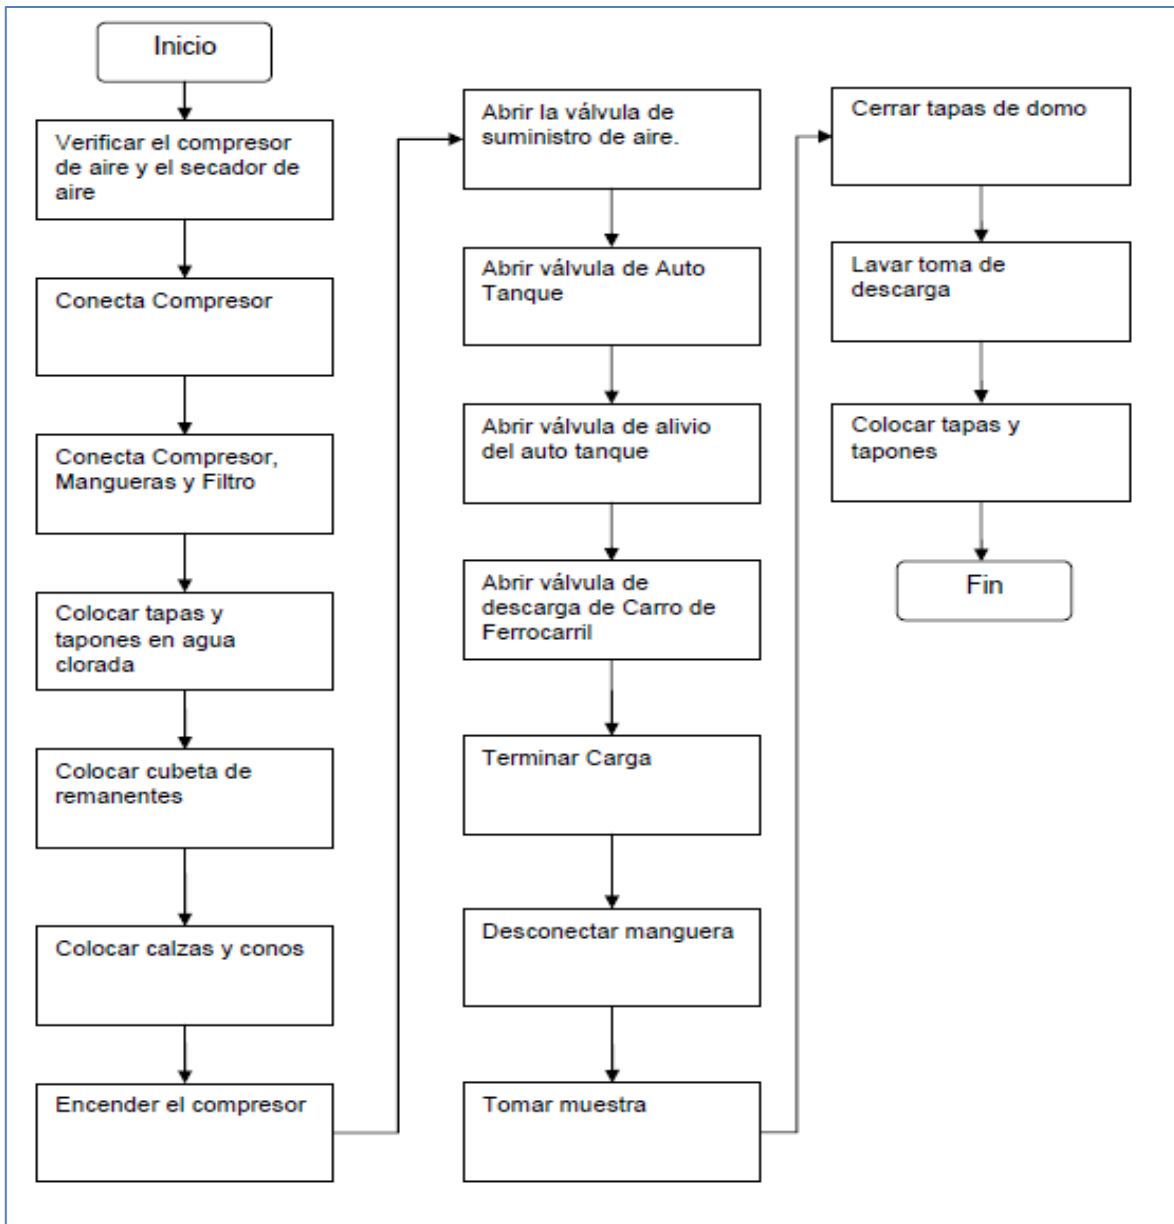 Inicio
Verificar el compresor
de aire y el secador de
aire
Conecta Compresor
Conecta Compresor,
Mangueras y Filtro
Colocar tapas y
tapones en agua
clorada
Colocar cubeta de
remanentes
Colocar calzas y conos
Encender el compresor
Abrir la válvula de
suministro de aire.
Abrir válvula de Auto
Tanque
Abrir válvula de alivio
del auto tanque
Abrir válvula de
descarga de Carro de
Ferrocarril
Terminar Carga
Desconectar manguera
Tomar muestra
Cerrar tapas de domo
Lavar toma de
descarga
Colocar tapas y
tapones
Fin